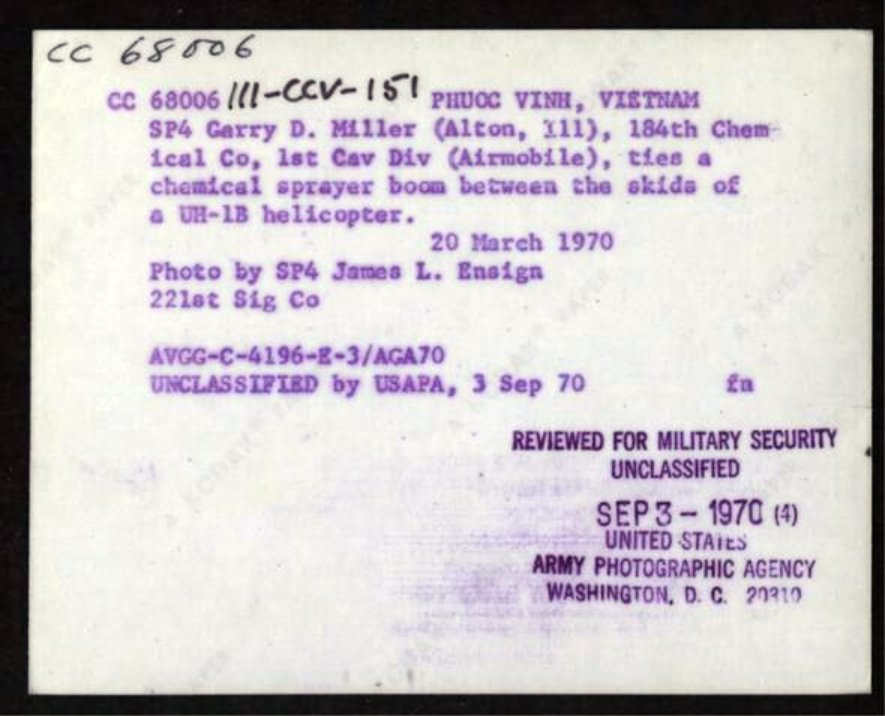 CC 68006
CC 68006 111-CCV-151 PHUOC VINH, VIETNAM
SP4 Garry D. Miller (Alton, Ill), 184th Chem-
ical Co, 1st Cav Div (Airmobile), ties a
chemical sprayer boom between the skids of
a UH-1B helicopter.
20 March 1970
Photo by SP4 James L. Ensign
221st Sig Co
AVGG-C-4196-E-3/AGA70
UNCLASSIFIED by USAPA, 3 Sep 70 fn
REVIEWED FOR MILITARY SECURITY
UNCLASSIFIED
SEP 3 - 1970 (4)
UNITED STATES
ARMY PHOTOGRAPHIC AGENCY
WASHINGTON, D. C. 20310